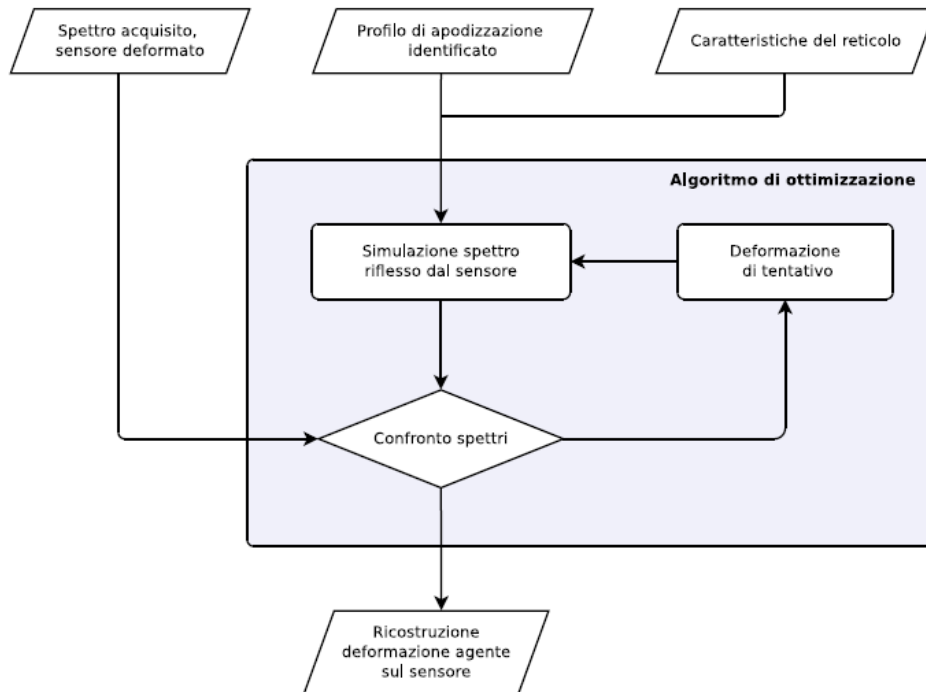 Spettro acquisito,
sensore deformato
Profilo di apodizzazione
identificato
Caratteristiche del reticolo
Algoritmo di ottimizzazione
Simulazione spettro
riflesso dal sensore
Deformazione
di tentativo
Confronto spettri
Ricostruzione
deformazione agente
sul sensore